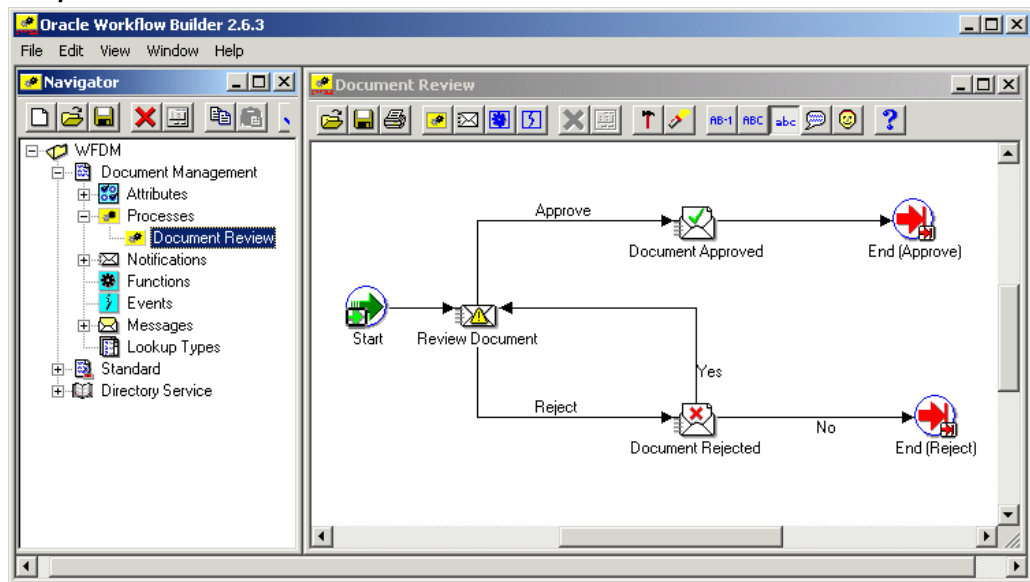 Oracle Workflow Builder 2.6.3
File Edit View Window Help
Navigator
WFDM
Document Management
Attributes
Processes
Document Review
Notifications
Functions
Events
Messages
Lookup Types
Standard
Directory Service
Document Review
AB-1 ABC abc
Approve
Document Approved
End (Approve)
Start
Review Document
Yes
Reject
Document Rejected
No
End (Reject)